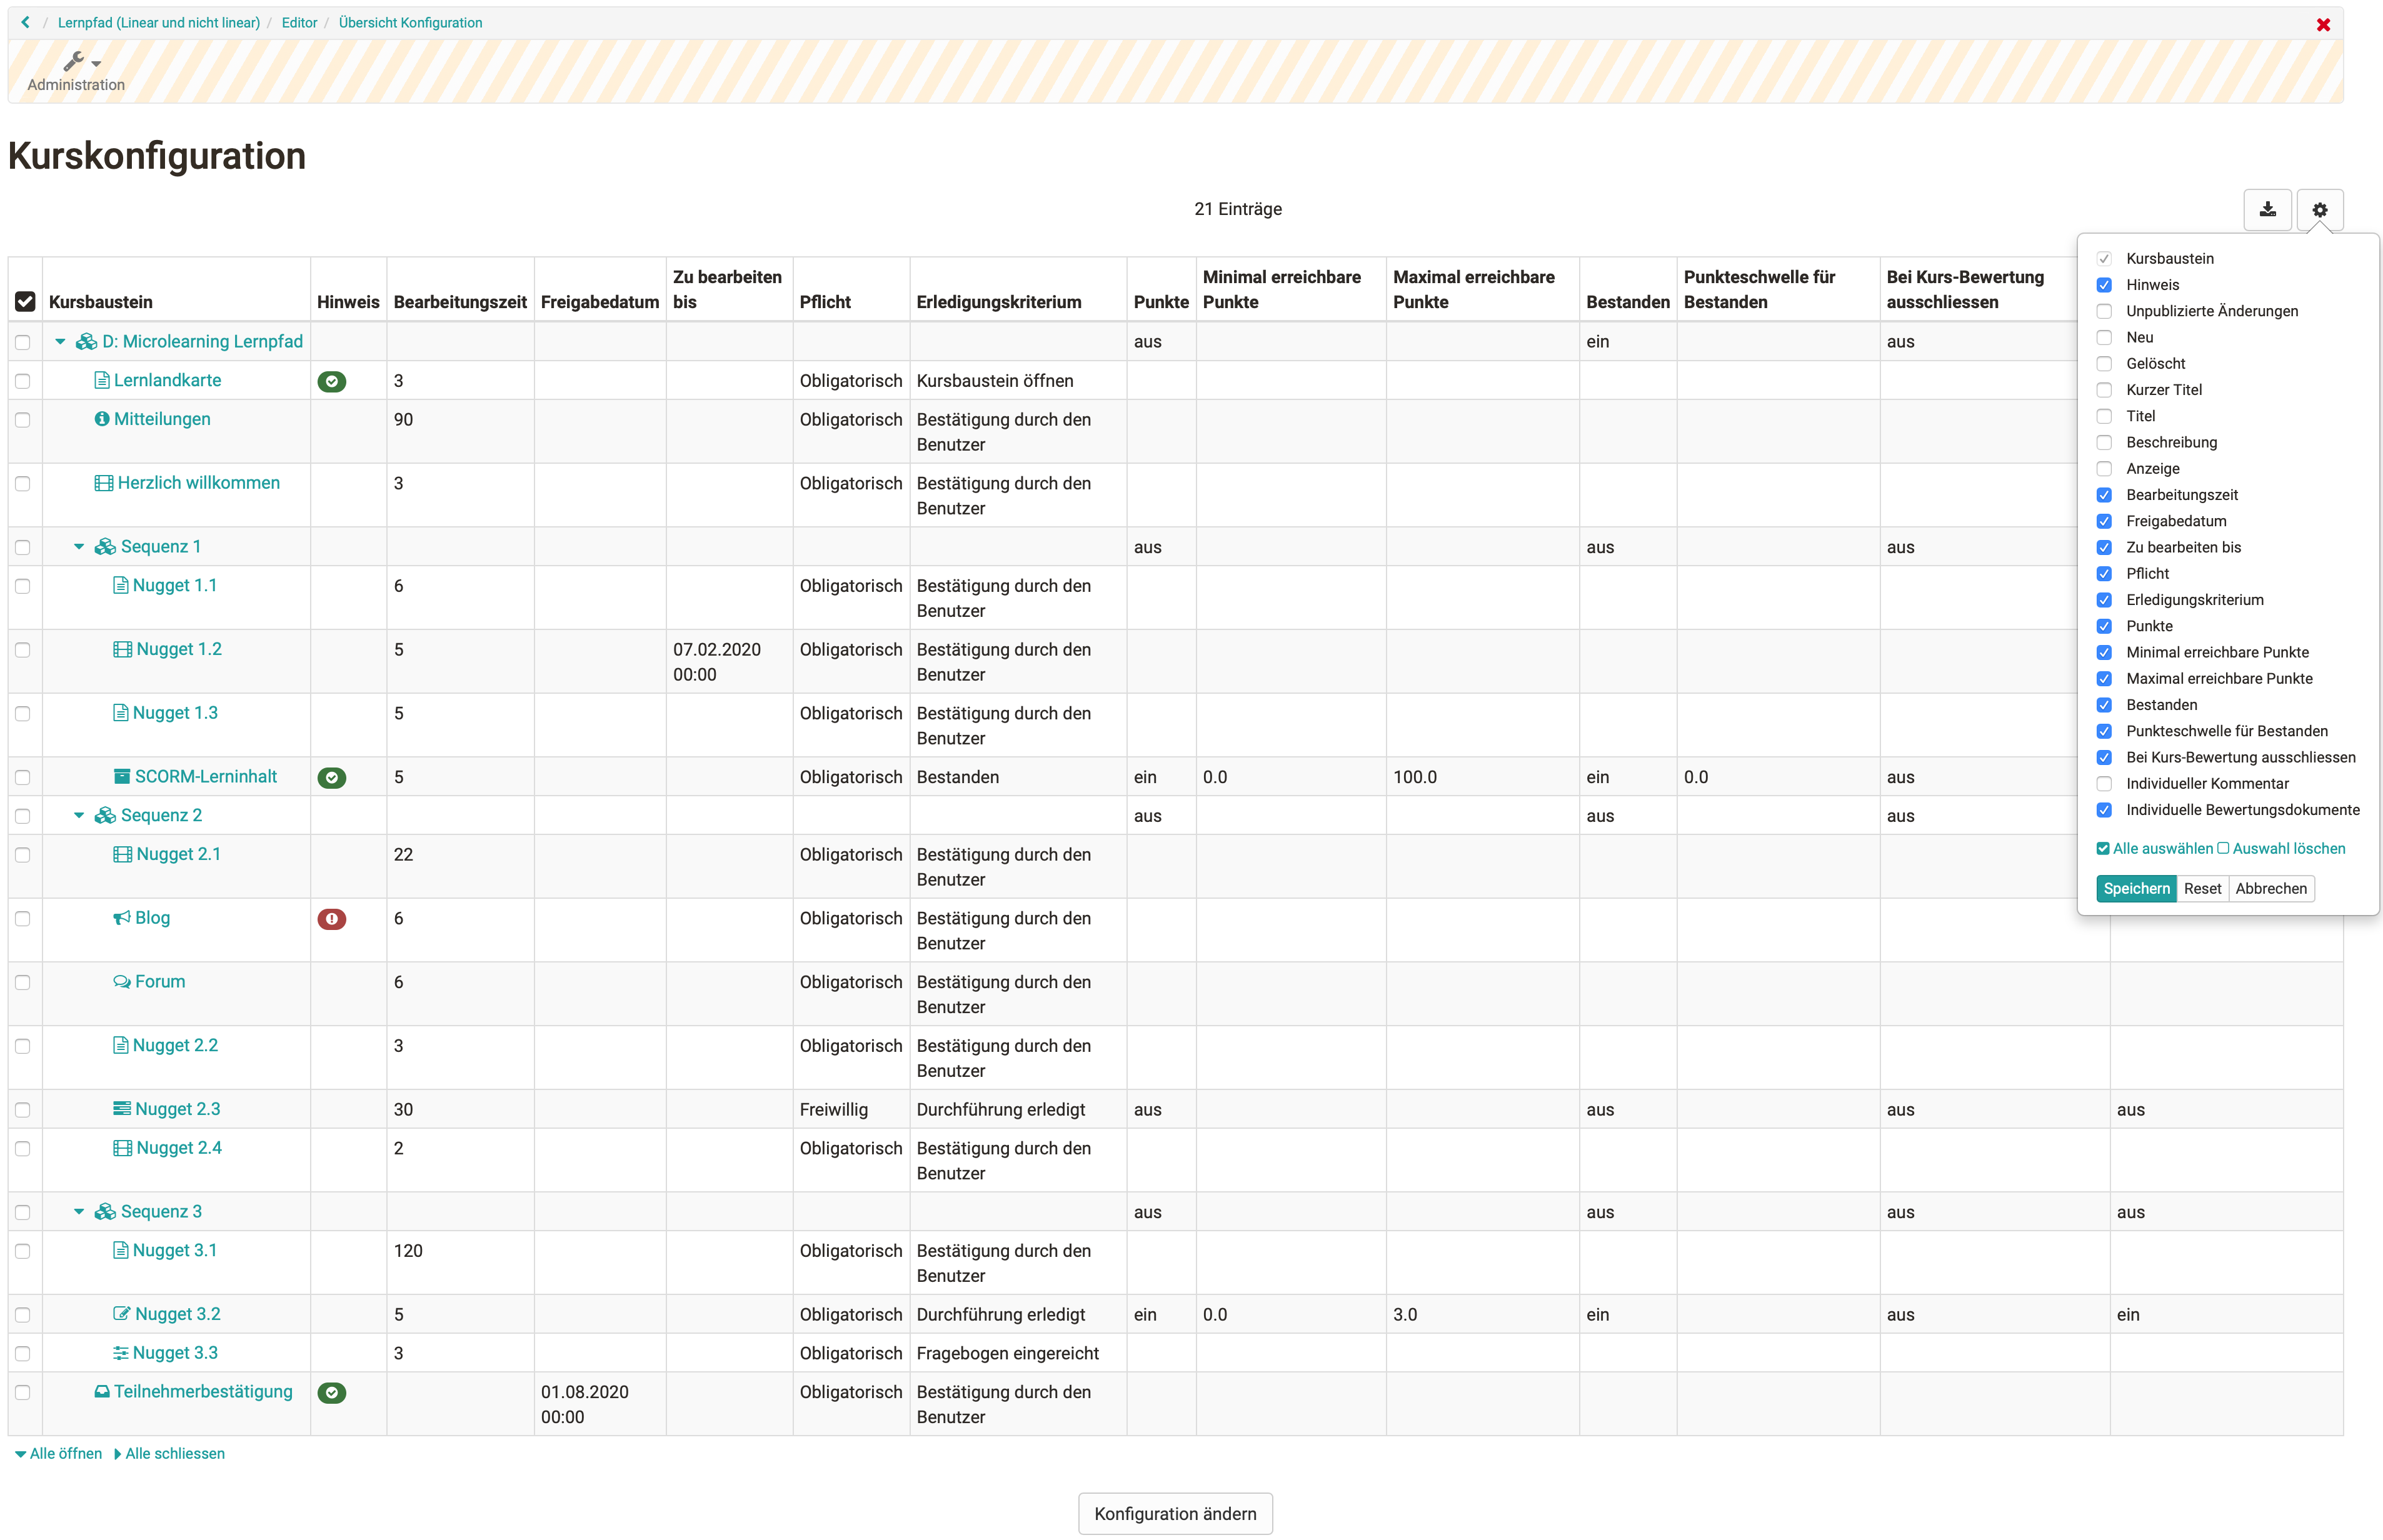 / Lernpfad (Linear und nicht linear) / Editor / Übersicht Konfiguration
Administration
Kurskonfiguration
21 Einträge
Kursbaustein Hinweis Bearbeitungszeit Freigabedatum Zu bearbeiten bis Pflicht Erledigungskriterium Punkte Minimal erreichbare Punkte Maximal erreichbare Punkte Bestanden Punkteschwelle für Bestanden Bei Kurs-Bewertung ausschliessen
D: Microlearning Lernpfad aus ein aus
Lernlandkarte 3 Obligatorisch Kursbaustein öffnen
Mitteilungen 90 Obligatorisch Bestätigung durch den Benutzer
Herzlich willkommen 3 Obligatorisch Bestätigung durch den Benutzer
Sequenz 1 aus aus aus
Nugget 1.1 6 Obligatorisch Bestätigung durch den Benutzer
Nugget 1.2 5 07.02.2020 00:00 Obligatorisch Bestätigung durch den Benutzer
Nugget 1.3 5 Obligatorisch Bestätigung durch den Benutzer
SCORM-Lerninhalt 5 Obligatorisch Bestanden ein 0.0 100.0 ein 0.0 aus
Sequenz 2 aus aus aus
Nugget 2.1 22 Obligatorisch Bestätigung durch den Benutzer
Blog 6 Obligatorisch Bestätigung durch den Benutzer
Forum 6 Obligatorisch Bestätigung durch den Benutzer
Nugget 2.2 3 Obligatorisch Bestätigung durch den Benutzer
Nugget 2.3 30 Freiwillig Durchführung erledigt aus aus aus aus
Nugget 2.4 2 Obligatorisch Bestätigung durch den Benutzer
Sequenz 3 aus aus aus aus
Nugget 3.1 120 Obligatorisch Bestätigung durch den Benutzer
Nugget 3.2 5 Obligatorisch Durchführung erledigt ein 0.0 3.0 ein aus ein
Nugget 3.3 3 Obligatorisch Fragebogen eingereicht
Teilnehmerbestätigung 01.08.2020 00:00 Obligatorisch Bestätigung durch den Benutzer
Alle öffnen Alle schliessen
Konfiguration ändern
Kursbaustein
Hinweis
Unpublizierte Änderungen
Neu
Gelöscht
Kurzer Titel
Titel
Beschreibung
Anzeige
Bearbeitungszeit
Freigabedatum
Zu bearbeiten bis
Pflicht
Erledigungskriterium
Punkte
Minimal erreichbare Punkte
Maximal erreichbare Punkte
Bestanden
Punkteschwelle für Bestanden
Bei Kurs-Bewertung ausschliessen
Individueller Kommentar
Individuelle Bewertungsdokumente
Alle auswählen Auswahl löschen
Speichern Reset Abbrechen